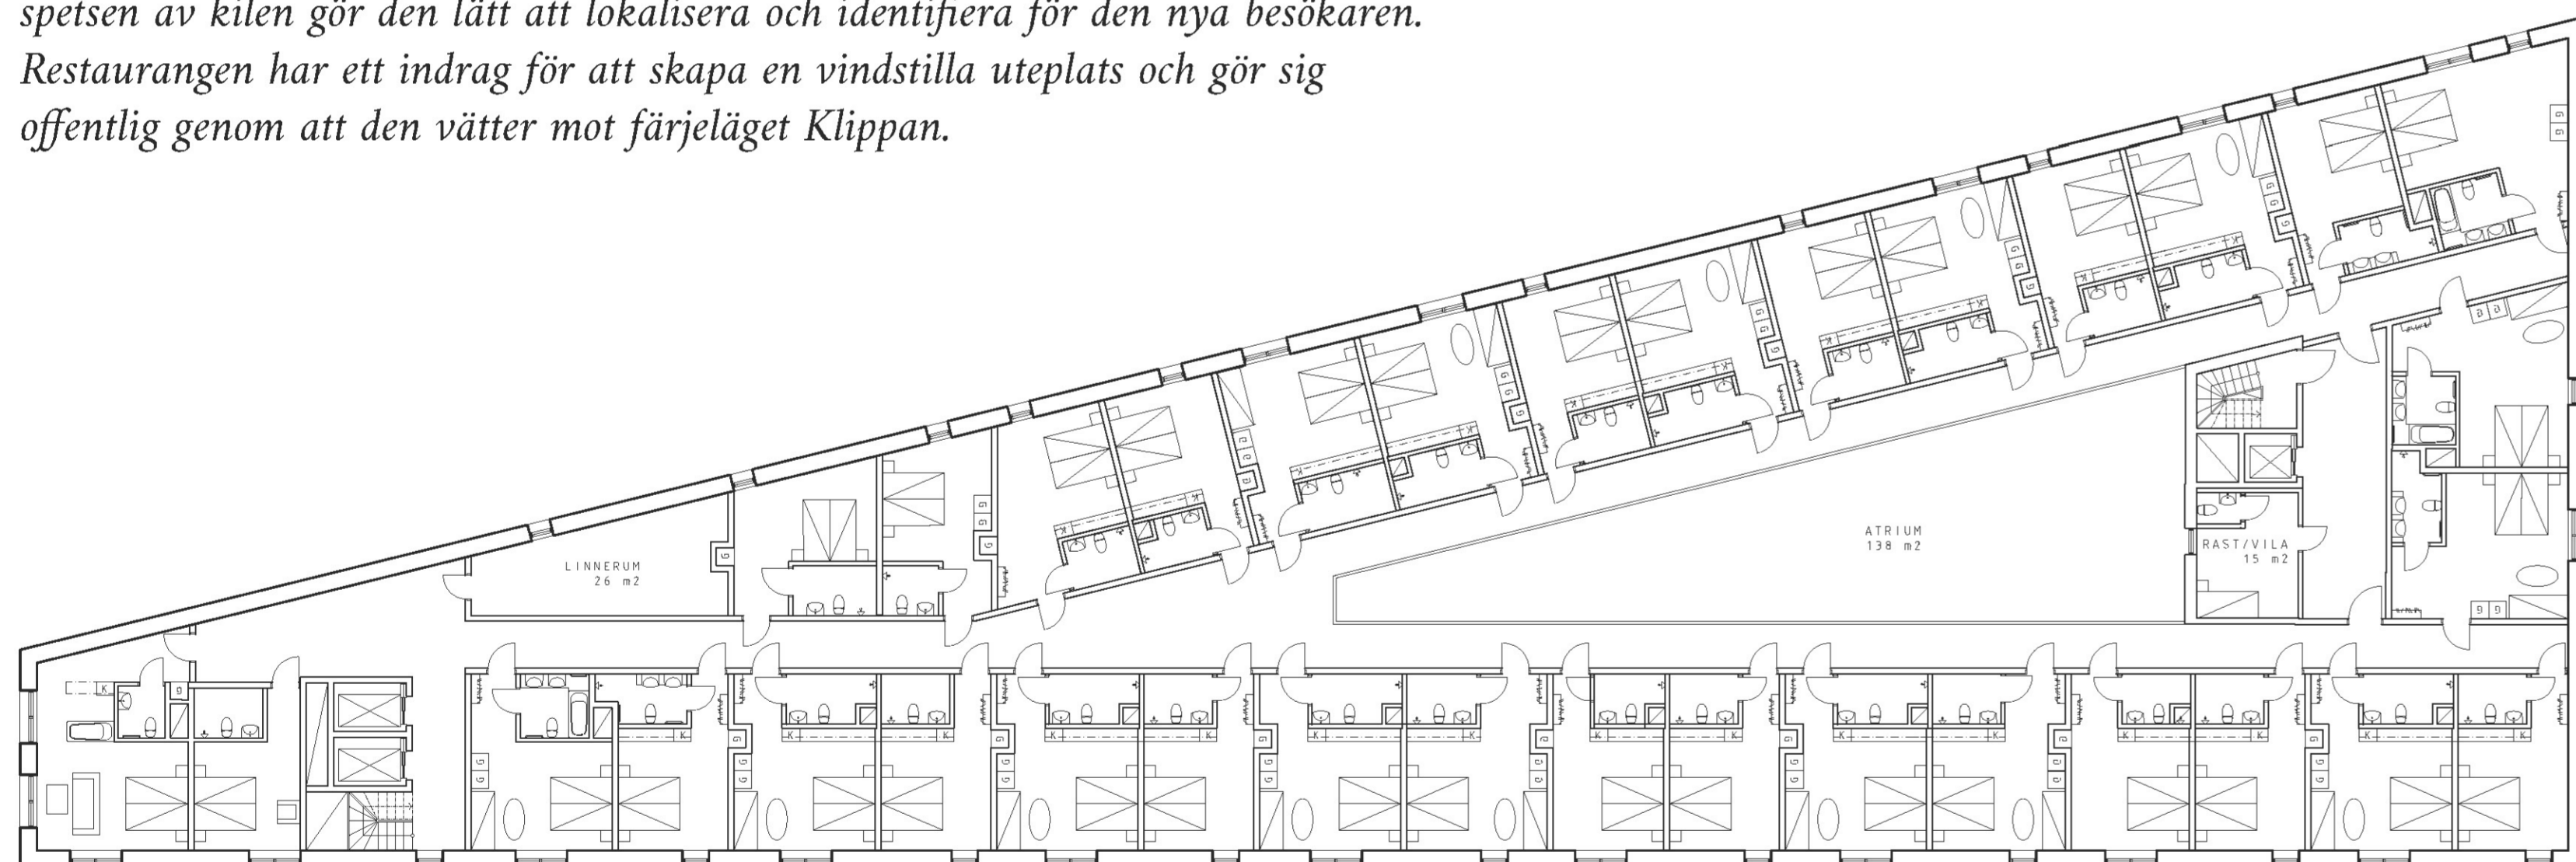 spetsen av kilen gör den lätt att lokalisera och identifiera för den nya besökaren.
Restaurangen har ett indrag för att skapa en vindstilla uteplats och gör sig
offentlig genom att den vätter mot färjeläget Klippan.
ATRIUM
138 m2
RAST/VILA
15 m2
LINNERUM
26 m2